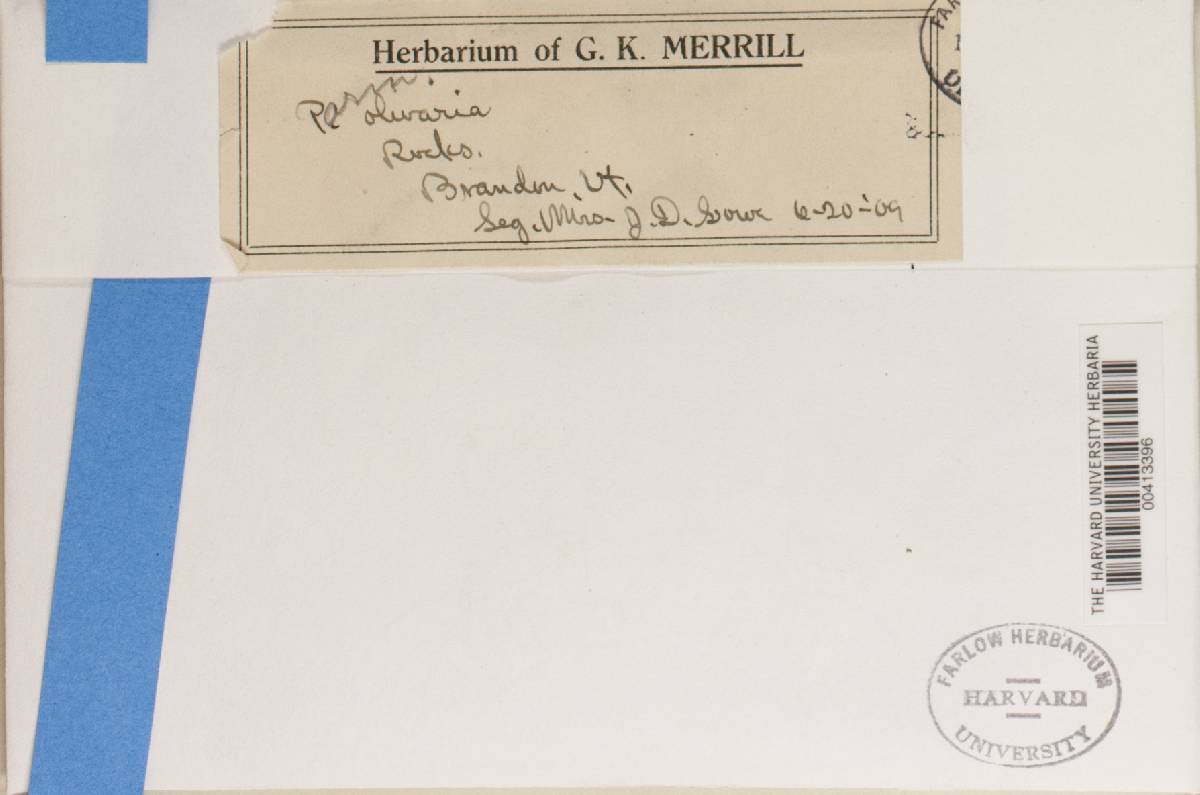 Herbarium of G. K. MERRILL
P. olivaria
Rocks.
Brandon, Vt.
Leg. Mrs. J. D. Lowe 6-20-'09
THE HARVARD UNIVERSITY HERBARIA
00413396
FARLOW HERBARIUM
HARVARD
UNIVERSITY